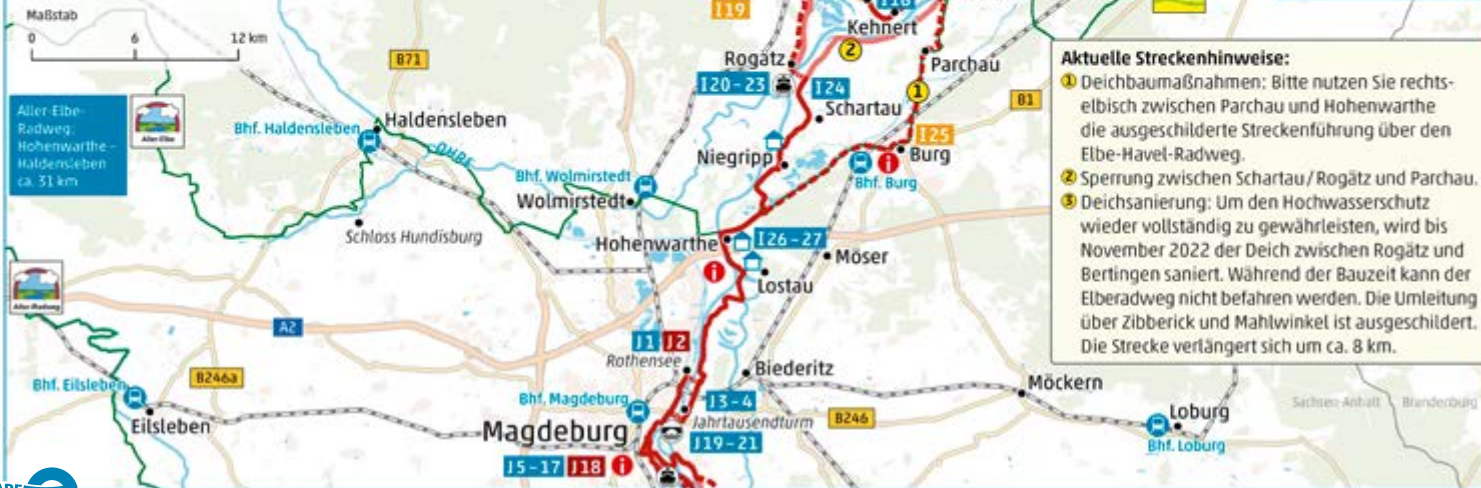 Maßstab
0 6 12 km
I19
I18
Kehnert
2
B71
Rogätz
Parchau
I20-23
I24
1
Schartau
B1
Aller-Elbe-
Radweg:
Hohenwarthe –
Haldensleben
ca. 31 km
Aller-Elbe
Bhf. Haldensleben
Haldensleben
OHRE
I25
Niegripp
Burg
Bhf. Burg
Bhf. Wolmirstedt
Wolmirstedt
Schloss Hundisburg
Hohenwarthe
I26-27
Möser
Lostau
Aller-Radweg
A2
J1 J2
Rothensee
Biederitz
B246a
Bhf. Eilsleben
Eilsleben
Bhf. Magdeburg
J3-4
Jahrtausendturm
B246
Magdeburg
J19-21
J5-17 J18
Möckern
Loburg
Bhf. Loburg
Sachsen-Anhalt Brandenburg
Aktuelle Streckenhinweise:
1 Deichbaumaßnahmen: Bitte nutzen Sie rechts-
elbisch zwischen Parchau und Hohenwarthe
die ausgeschilderte Streckenführung über den
Elbe-Havel-Radweg.
2 Sperrung zwischen Schartau/Rogätz und Parchau.
3 Deichsanierung: Um den Hochwasserschutz
wieder vollständig zu gewährleisten, wird bis
November 2022 der Deich zwischen Rogätz und
Bertingen saniert. Während der Bauzeit kann der
Elberadweg nicht befahren werden. Die Umleitung
über Zibberick und Mahlwinkel ist ausgeschildert.
Die Strecke verlängert sich um ca. 8 km.